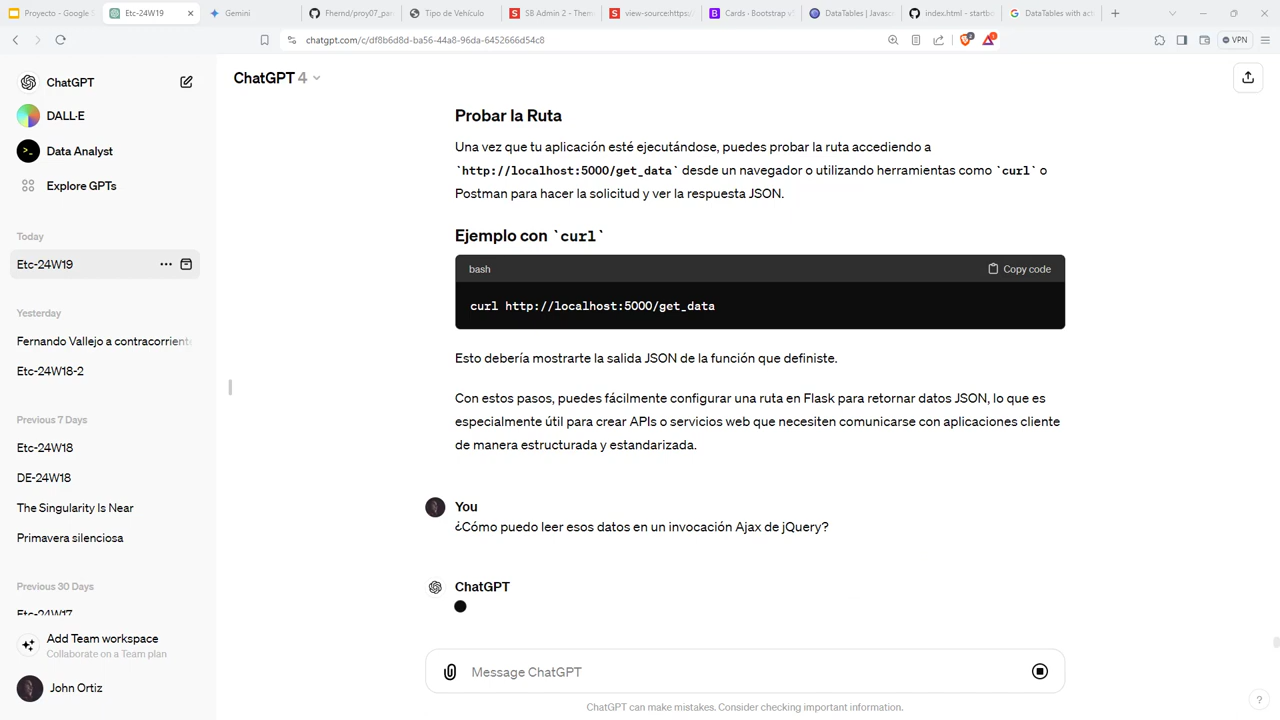 Proyecto - Google S
Etc-24W19
Gemini
Fhernd/proy07_pa
Tipo de Vehículo
SB Admin 2 - Them
view-source:https:/
Cards · Bootstrap v
DataTables | Javasc
index.html - startb
DataTables with act
chatgpt.com/c/df8b6d8d-ba56-44a8-96da-6452666d54c8
VPN
ChatGPT
DALL·E
Data Analyst
Explore GPTs
Today
Etc-24W19
Yesterday
Fernando Vallejo a contracorriente
Etc-24W18-2
Previous 7 Days
Etc-24W18
DE-24W18
The Singularity Is Near
Primavera silenciosa
Previous 30 Days
Etc-24W17
Add Team workspace
Collaborate on a Team plan
John Ortiz
ChatGPT 4
Probar la Ruta
Una vez que tu aplicación esté ejecutándose, puedes probar la ruta accediendo a
`http://localhost:5000/get_data` desde un navegador o utilizando herramientas como `curl` o
Postman para hacer la solicitud y ver la respuesta JSON.
Ejemplo con `curl`
bash
Copy code
curl http://localhost:5000/get_data
Esto debería mostrarte la salida JSON de la función que definiste.
Con estos pasos, puedes fácilmente configurar una ruta en Flask para retornar datos JSON, lo que es
especialmente útil para crear APIs o servicios web que necesiten comunicarse con aplicaciones cliente
de manera estructurada y estandarizada.
You
¿Cómo puedo leer esos datos en un invocación Ajax de jQuery?
ChatGPT
Message ChatGPT
ChatGPT can make mistakes. Consider checking important information.
?